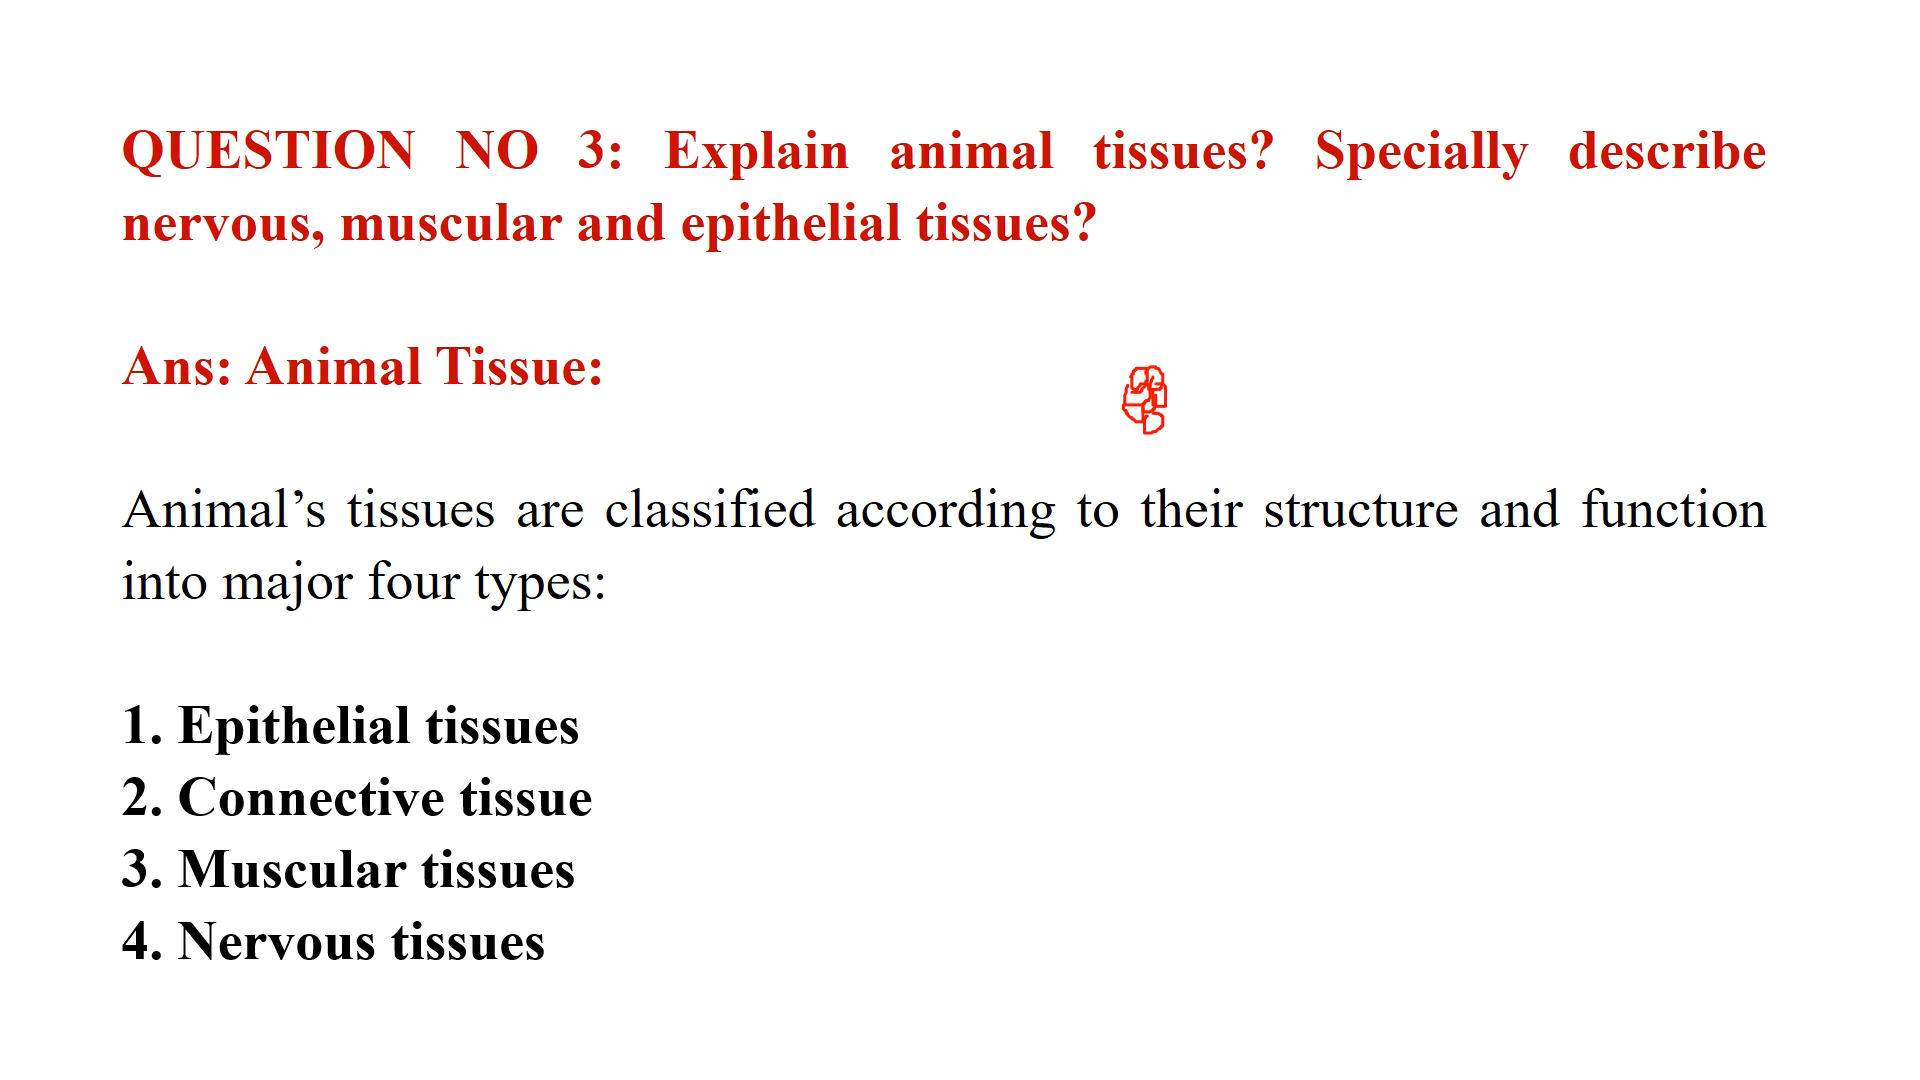 QUESTION NO 3: Explain animal tissues? Specially describe
nervous, muscular and epithelial tissues?
Ans: Animal Tissue:
Animal’s tissues are classified according to their structure and function
into major four types:
1. Epithelial tissues
2. Connective tissue
3. Muscular tissues
4. Nervous tissues